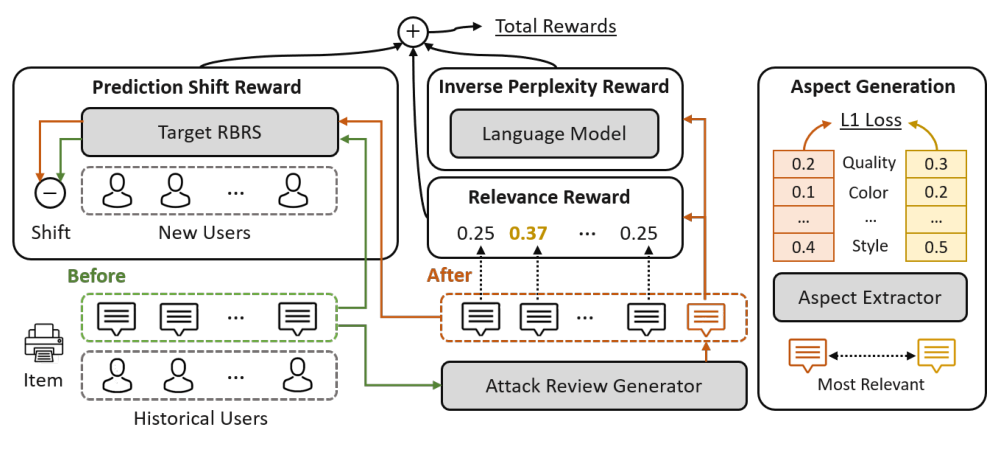 Total Rewards
Prediction Shift Reward
Target RBRS
...
Shift
New Users
Inverse Perplexity Reward
Language Model
Relevance Reward
0.25 0.37 ... 0.25
Aspect Generation
L1 Loss
0.2 Quality 0.3
0.1 Color 0.2
... ... ...
0.4 Style 0.5
Aspect Extractor
Most Relevant
Before
...
Item
...
Historical Users
After
...
Attack Review Generator